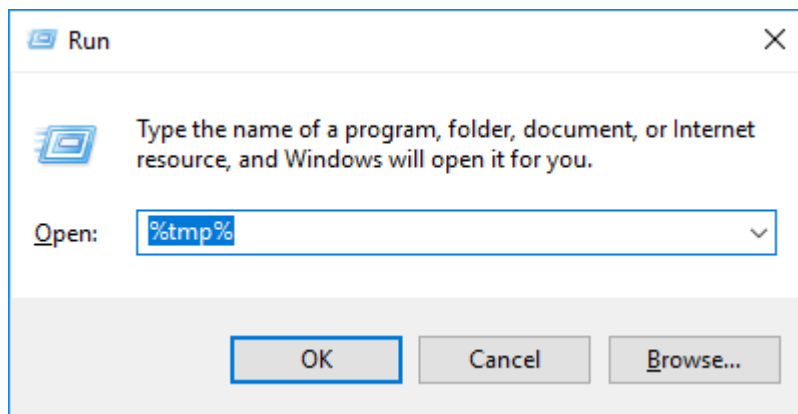 Run
Type the name of a program, folder, document, or Internet
resource, and Windows will open it for you.
Open: %tmp%
OK Cancel Browse...